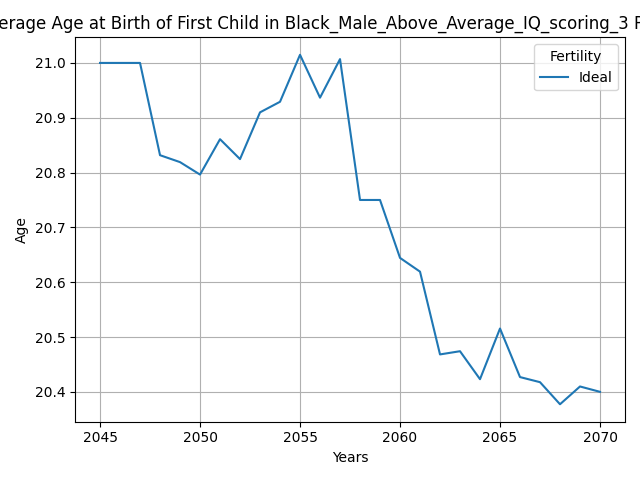 erage Age at Birth of First Child in Black_Male_Above_Average_IQ_scoring_3
Fertility
Ideal
21.0
20.9
20.8
20.7
20.6
20.5
20.4
Age
2045 2050 2055 2060 2065 2070
Years